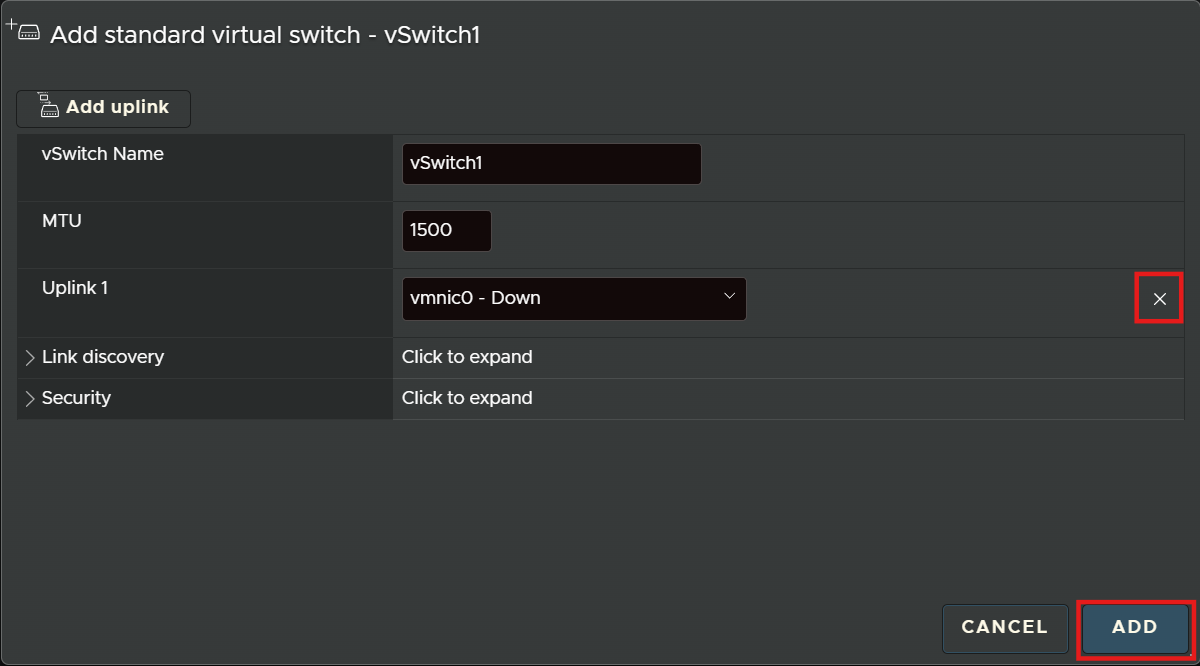 Add standard virtual switch - vSwitch1
Add uplink
vSwitch Name
vSwitch1
MTU
1500
Uplink 1
vmnic0 - Down
Link discovery
Click to expand
Security
Click to expand
CANCEL
ADD